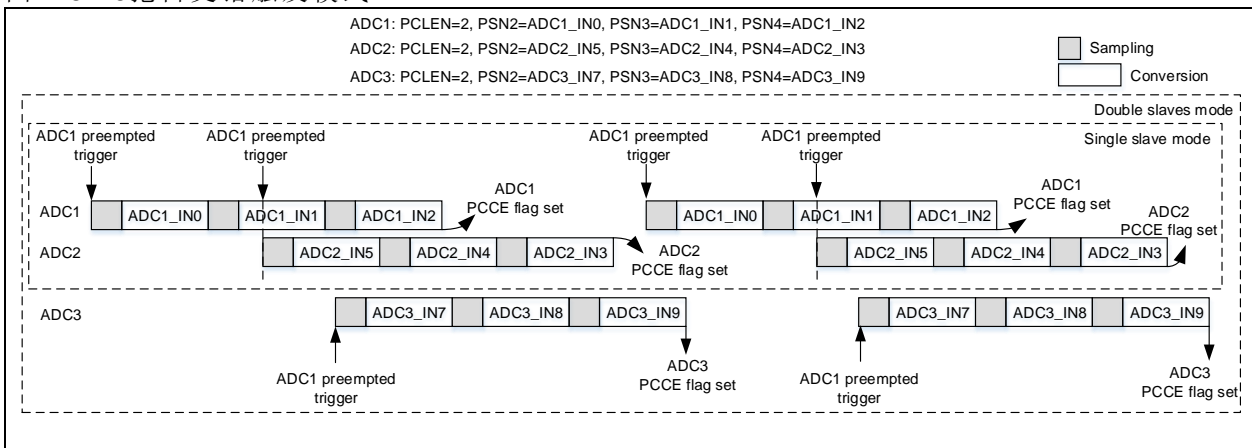 ADC1: PCLEN=2, PSN2=ADC1_IN0, PSN3=ADC1_IN1, PSN4=ADC1_IN2
ADC2: PCLEN=2, PSN2=ADC2_IN5, PSN3=ADC2_IN4, PSN4=ADC2_IN3
ADC3: PCLEN=2, PSN2=ADC3_IN7, PSN3=ADC3_IN8, PSN4=ADC3_IN9
Sampling
Conversion
Double slaves mode
Single slave mode
ADC1 preempted
trigger
ADC1 preempted
trigger
ADC1 preempted
trigger
ADC1 preempted
trigger
ADC1
ADC1_IN0
ADC1_IN1
ADC1_IN2
ADC1
PCCE flag set
ADC1_IN0
ADC1_IN1
ADC1_IN2
ADC1
PCCE flag set
ADC2
ADC2_IN5
ADC2_IN4
ADC2_IN3
ADC2
PCCE flag set
ADC2_IN5
ADC2_IN4
ADC2_IN3
ADC2
PCCE flag set
ADC3
ADC3_IN7
ADC3_IN8
ADC3_IN9
ADC3_IN7
ADC3_IN8
ADC3_IN9
ADC1 preempted
trigger
ADC3
PCCE flag set
ADC1 preempted
trigger
ADC3
PCCE flag set